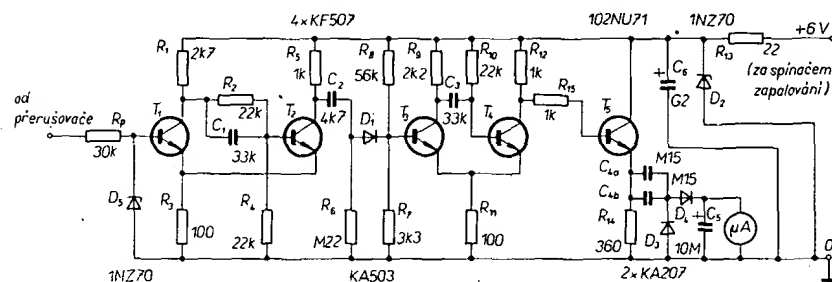 4×KF507
102NU71
1NZ70
+6V
R1
2k7
R2
22k
C1
33k
R5
1k
C2
4k7
R8
56k
R9
2k2
C3
33k
R10
22k
R12
1k
R15
1k
R13
22
(za spínačem
zapalování)
C6
G2
D2
od
přerušovače
Rp
30k
T1
T2
D1
T3
T4
T5
D5
R3
100
R4
22k
R6
M22
R7
3k3
R11
100
C4a
M15
C4b
M15
R14
360
D3
D4
C5
10M
μA
0
1NZ70
KA503
2×KA207